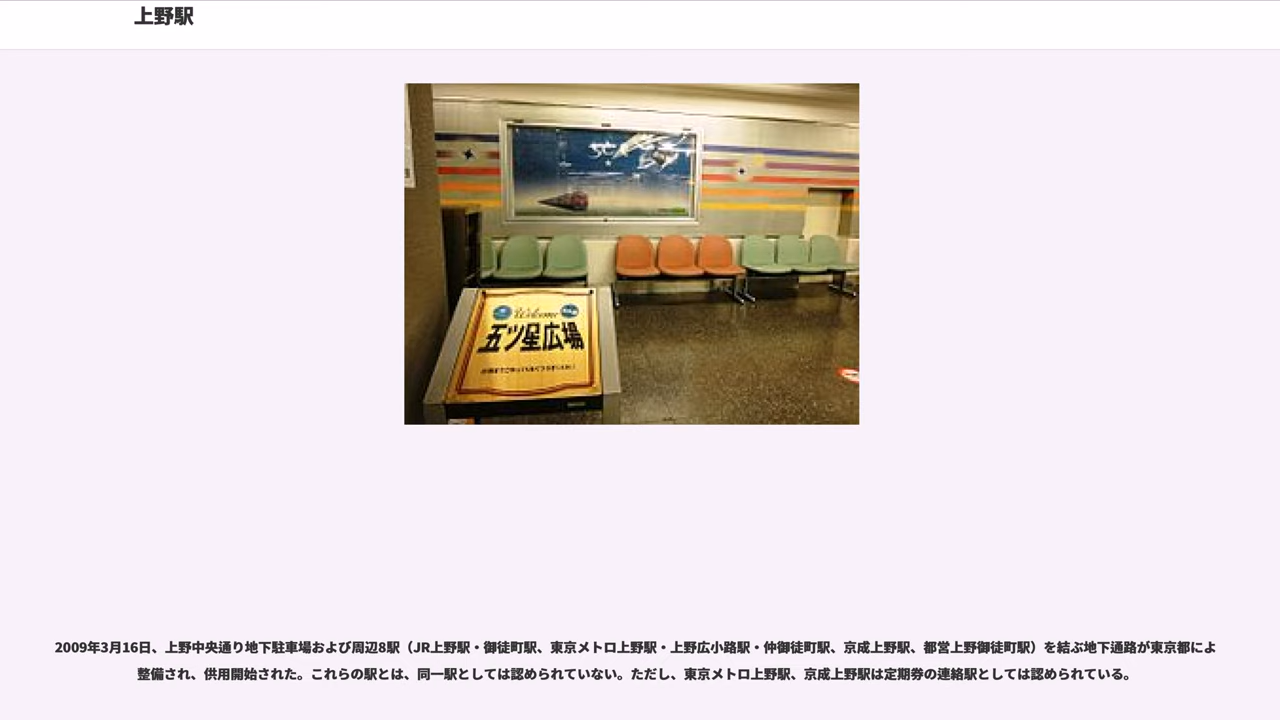 上野駅
Welcome
五ツ星広場
2009年3月16日、上野中央通り地下駐車場および周辺8駅（JR上野駅・御徒町駅、東京メトロ上野駅・上野広小路駅・仲御徒町駅、京成上野駅、都営上野御徒町駅）を結ぶ地下通路が東京都によ
整備され、供用開始された。これらの駅とは、同一駅としては認められていない。ただし、東京メトロ上野駅、京成上野駅は定期券の連絡駅としては認められている。